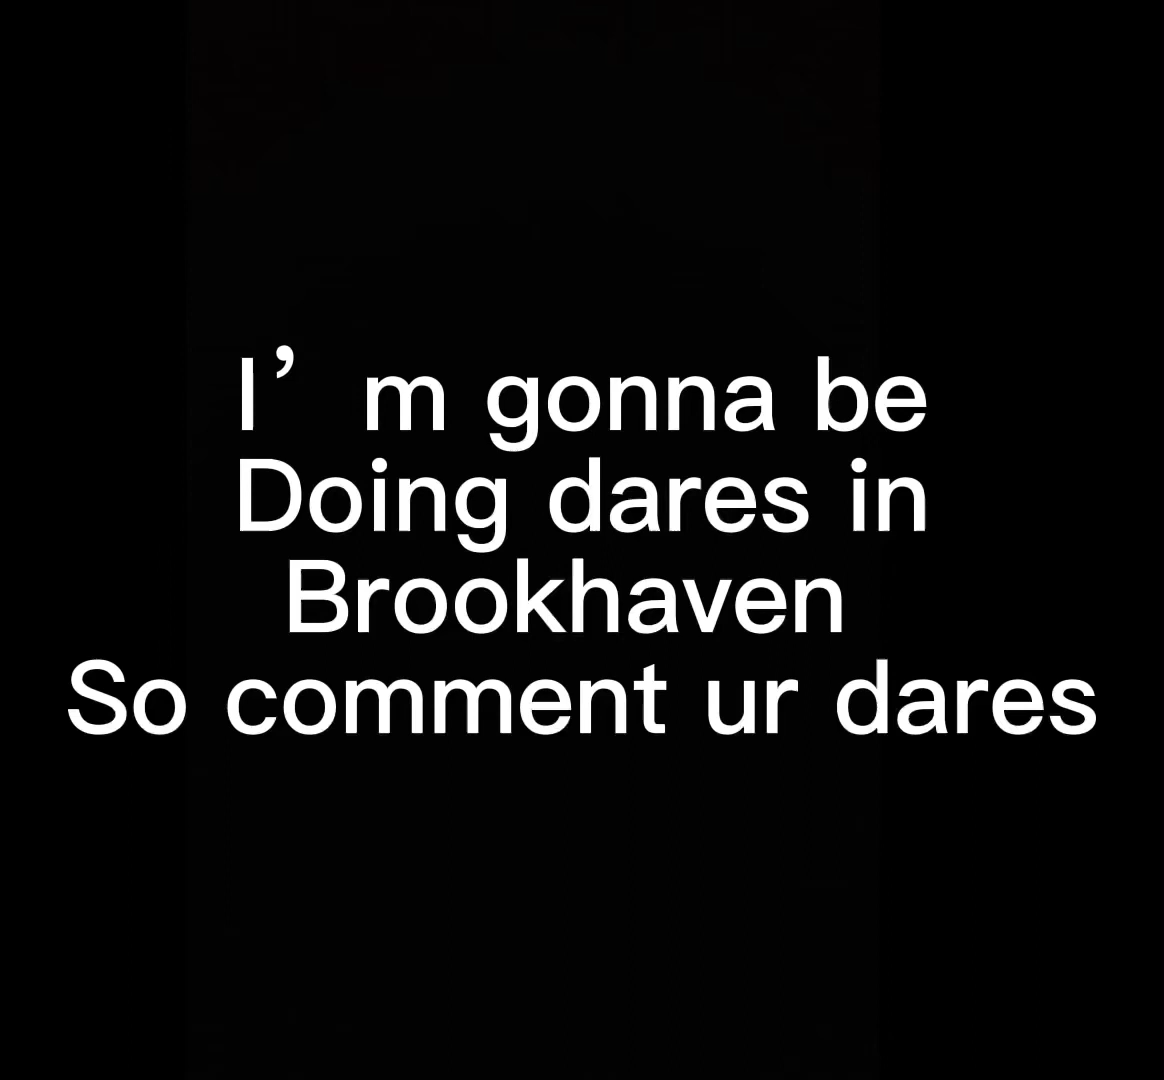 I’m gonna be
Doing dares in
Brookhaven
So comment ur dares